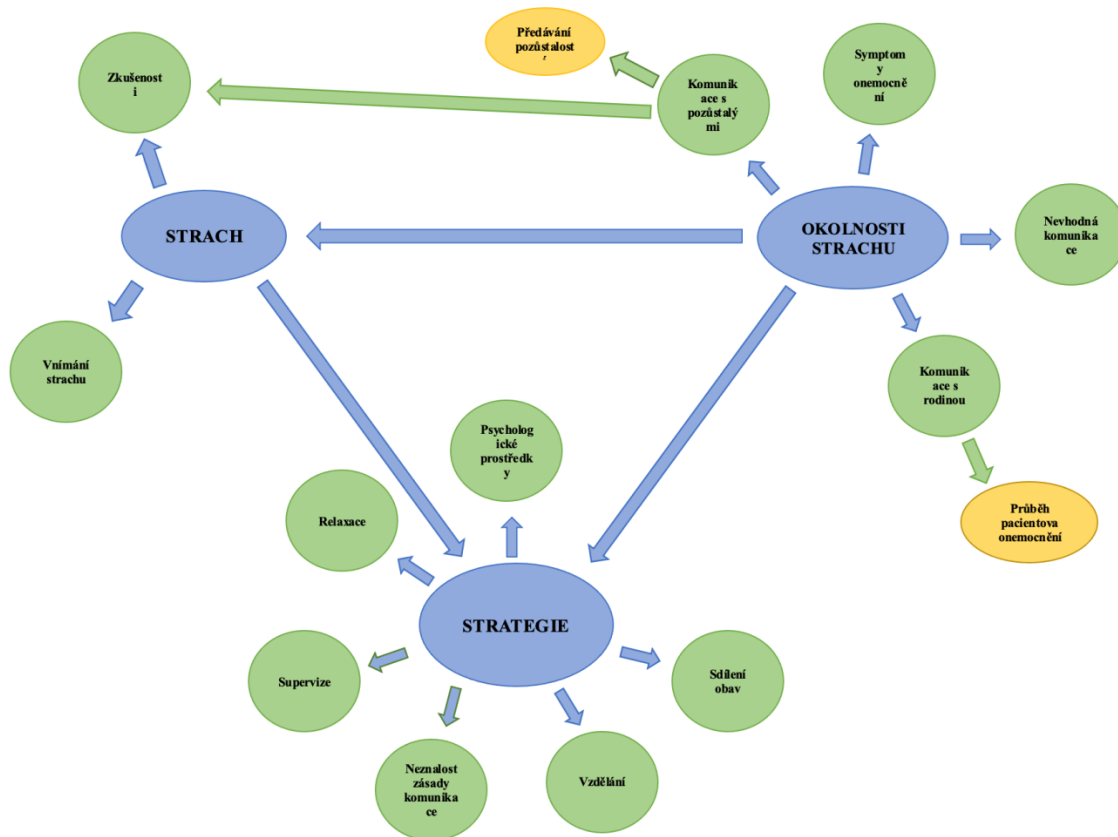 Předávání
pozůstalost
í
Symptom
y
onemocně
ní
Zkušenost
i
Komunik
ace s
pozůstalý
mi
STRACH
OKOLNOSTI
STRACHU
Nevhodná
komunika
ce
Vnímání
strachu
Komunik
ace s
rodinou
Psycholog
ické
prostředk
y
Relaxace
Průběh
pacientova
onemocnění
STRATEGIE
Supervize
Sdílení
obav
Neznalost
zásady
komunika
ce
Vzdělání